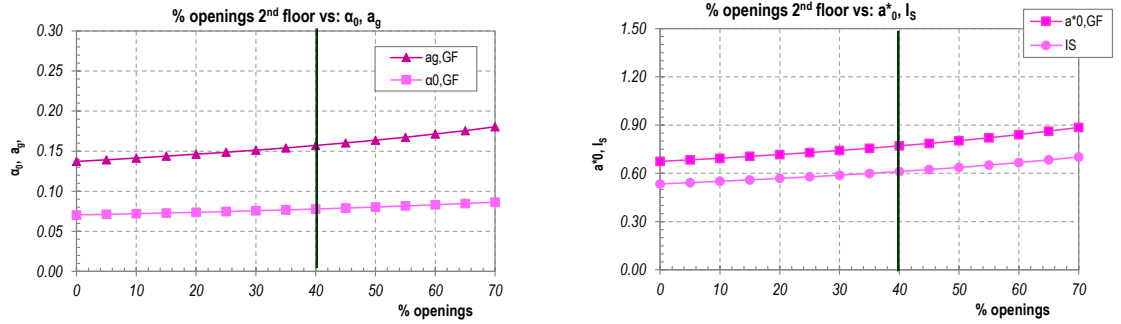 % openings 2nd floor vs: α0, ag
0.30
0.25
0.20
0.15
0.10
0.05
0.00
α0, ag,
ag,GF
α0,GF
0 10 20 30 40 50 60 70
% openings
% openings 2nd floor vs: a*0, IS
1.50
1.20
0.90
0.60
0.30
0.00
a*0, IS
a*0,GF
IS
0 10 20 30 40 50 60 70
% openings